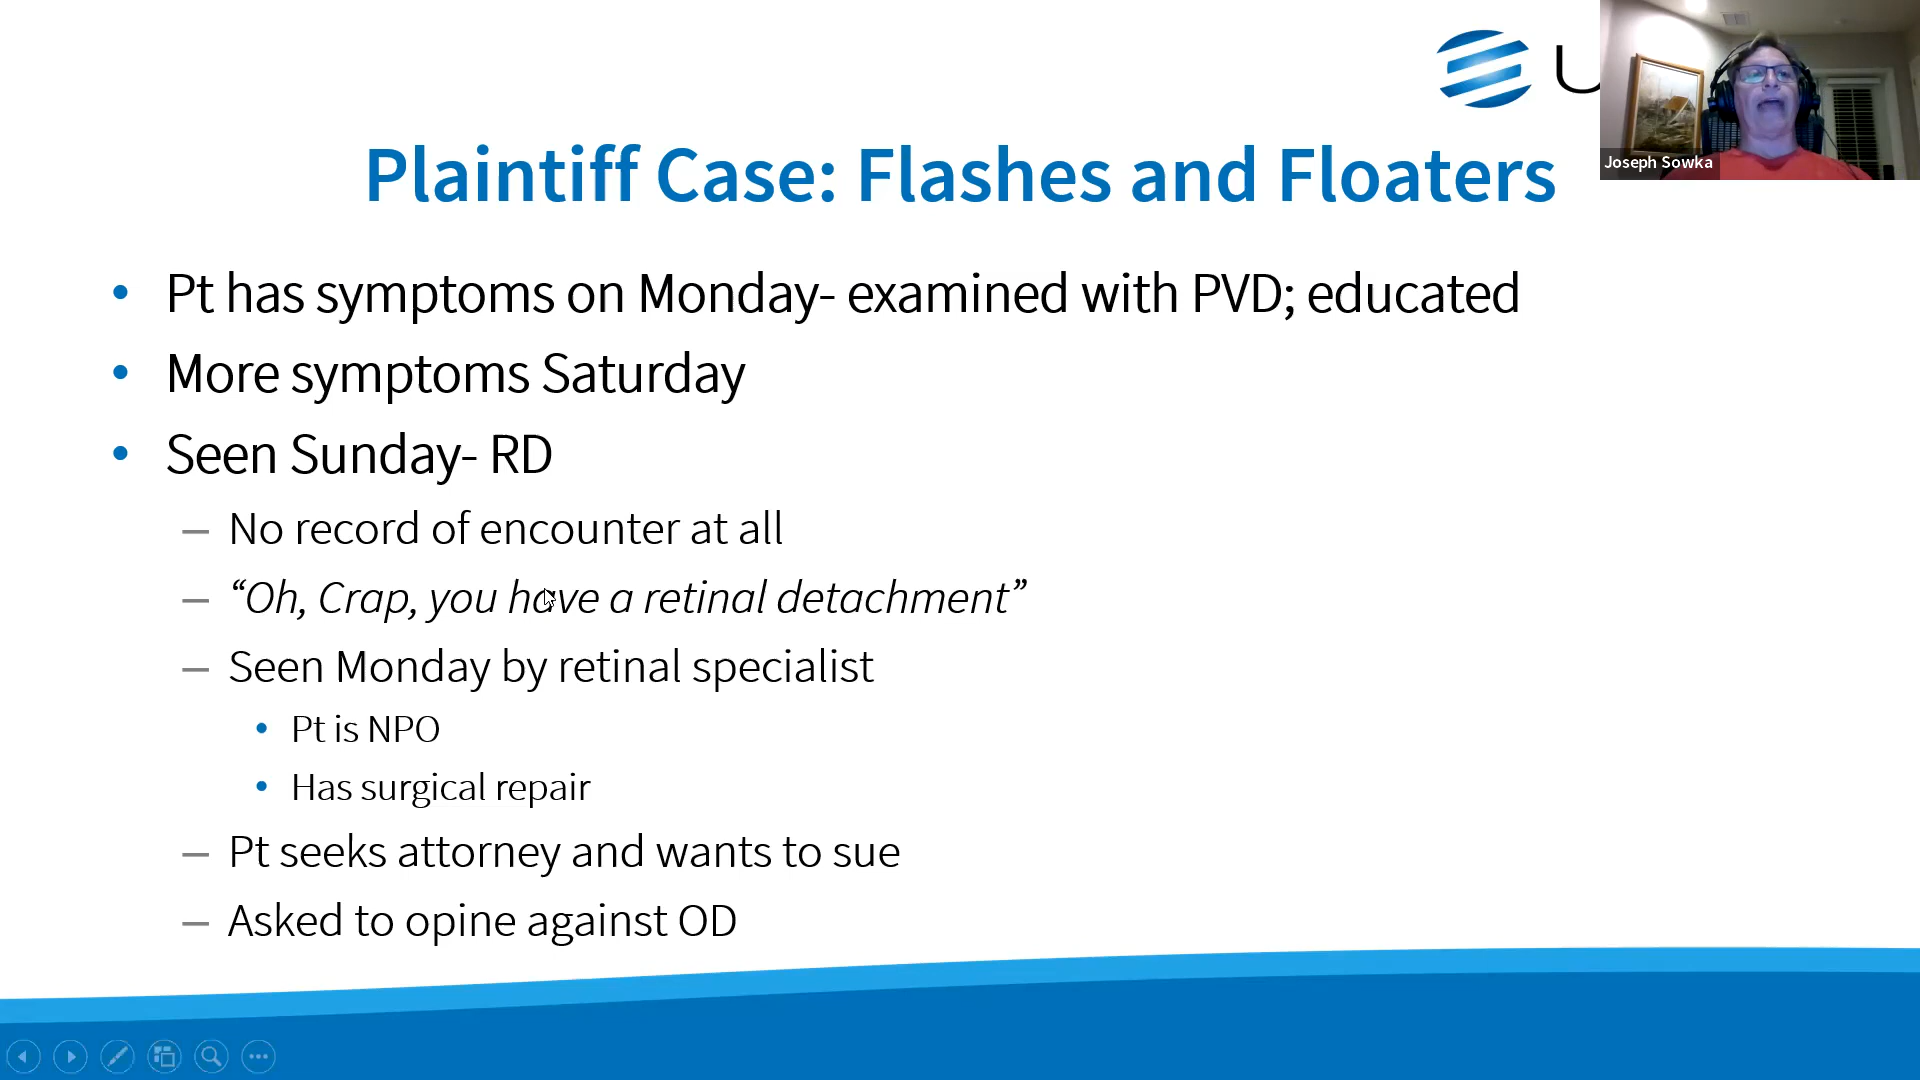 U
Joseph Sowka
Plaintiff Case: Flashes and Floaters
• Pt has symptoms on Monday- examined with PVD; educated
• More symptoms Saturday
• Seen Sunday- RD
– No record of encounter at all
– “Oh, Crap, you have a retinal detachment”
– Seen Monday by retinal specialist
• Pt is NPO
• Has surgical repair
– Pt seeks attorney and wants to sue
– Asked to opine against OD